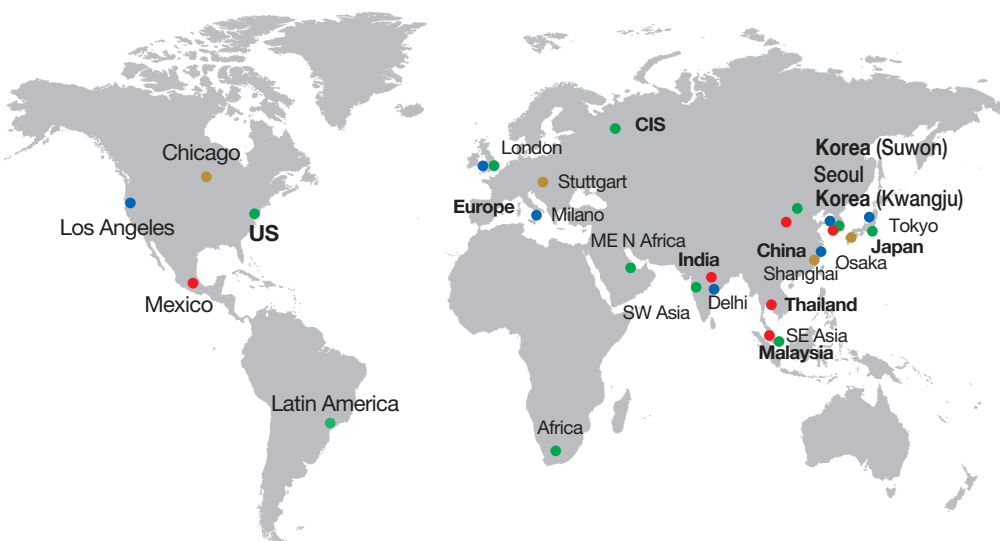 CIS
Korea (Suwon)
London
Chicago
Seoul
Stuttgart
Korea (Kwangju)
Europe
Milano
Los Angeles
US
Tokyo
ME N Africa
China
Japan
India
Osaka
Shanghai
Mexico
Delhi
SW Asia
Thailand
SE Asia
Malaysia
Latin America
Africa